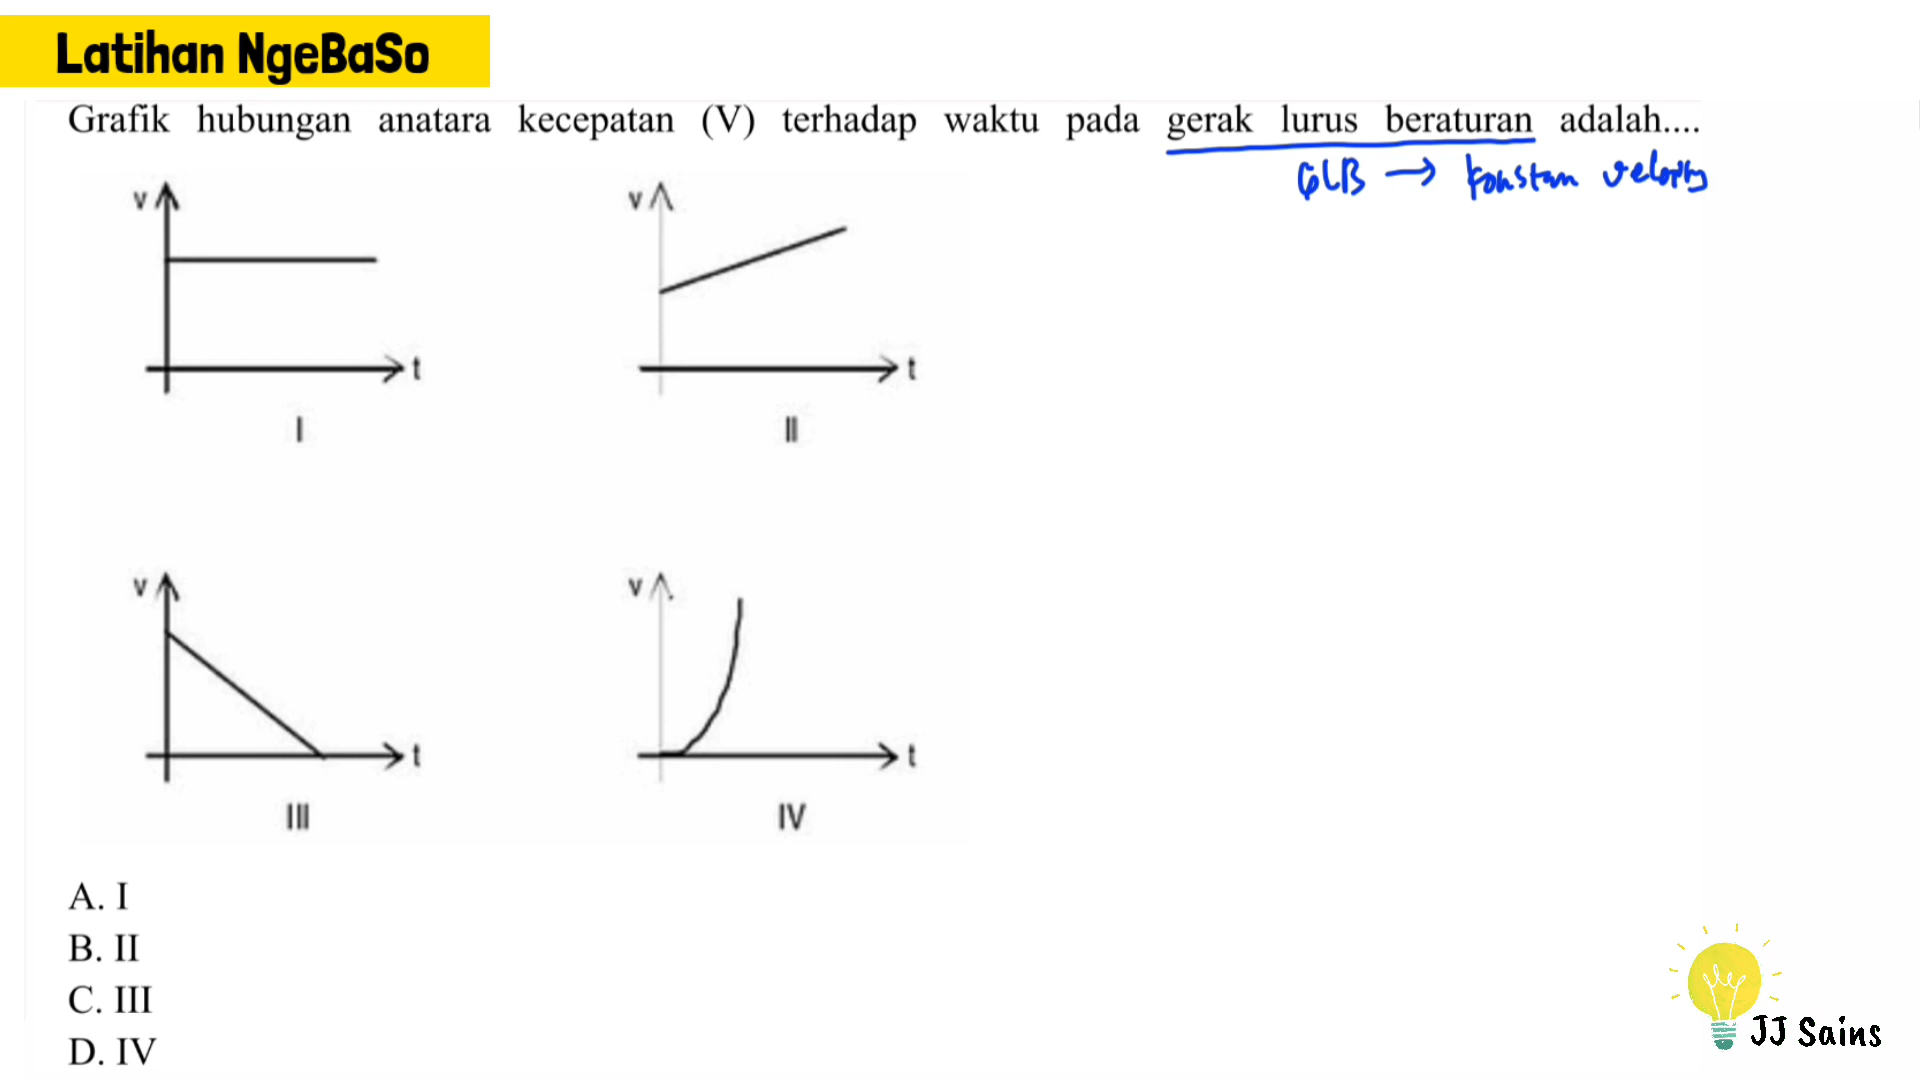 Latihan NgeBaSo
Grafik hubungan anatara kecepatan (V) terhadap waktu pada gerak lurus beraturan adalah....
GLB → konstan velocity
v
t
I
v
t
II
v
t
III
v
t
IV
A. I
B. II
C. III
D. IV
JJ Sains